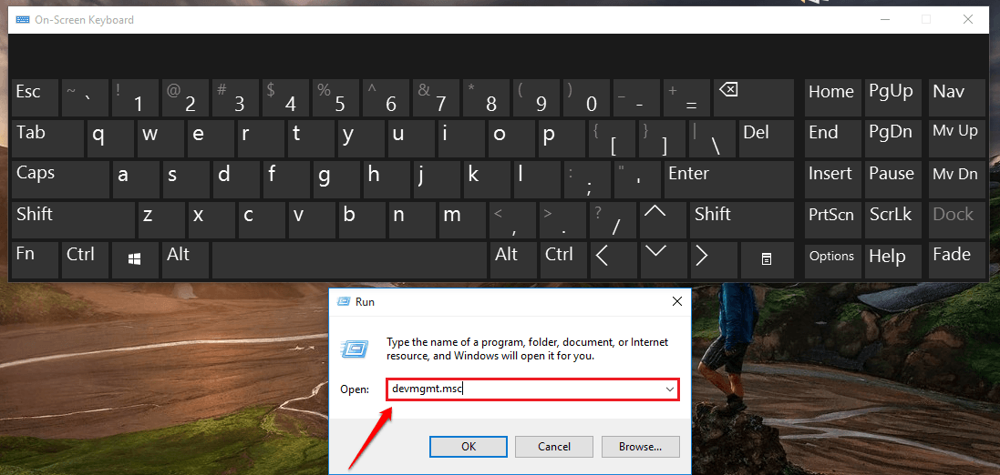 On-Screen Keyboard
Esc ~ ` ! 1 @ 2 # 3 $ 4 % 5 ^ 6 & 7 * 8 ( 9 ) 0 _ - + = Home PgUp Nav
Tab q w e r t y u i o p { [ } ] | \ Del End PgDn Mv Up
Caps a s d f g h j k l : ; " ' Enter Insert Pause Mv Dn
Shift z x c v b n m < , > . ? / Shift PrtScn ScrLk Dock
Fn Ctrl Alt Alt Ctrl Options Help Fade
Run
Type the name of a program, folder, document, or Internet
resource, and Windows will open it for you.
Open: devmgmt.msc
OK Cancel Browse...